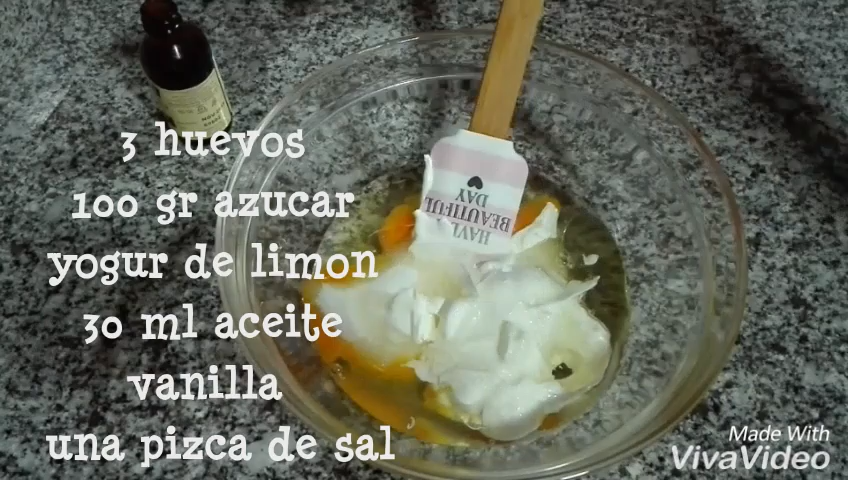 3 huevos
100 gr azucar
yogur de limon
30 ml aceite
vanilla
una pizca de sal
HAVE
BEAUTIFUL
DAY
Made With
VivaVideo